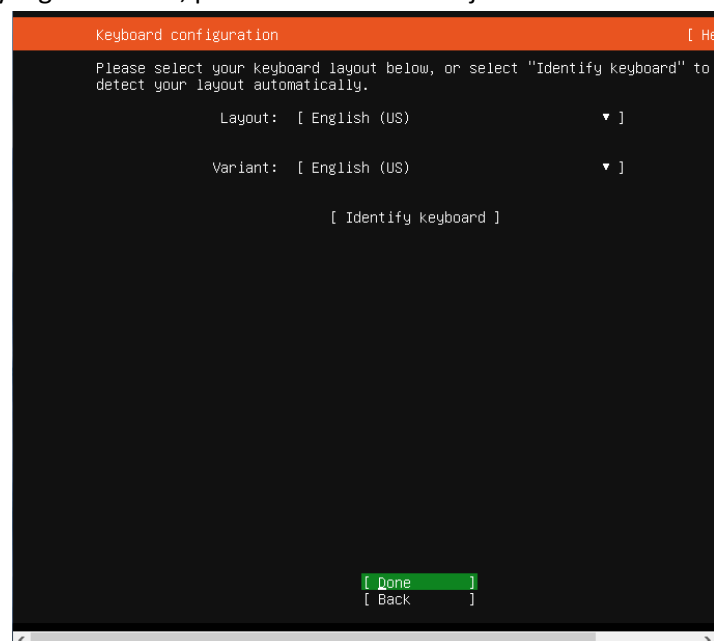 Keyboard configuration [ He
Please select your keyboard layout below, or select "Identify keyboard" to
detect your layout automatically.
Layout: [ English (US) ▾ ]
Variant: [ English (US) ▾ ]
[ Identify keyboard ]
[ Done ]
[ Back ]